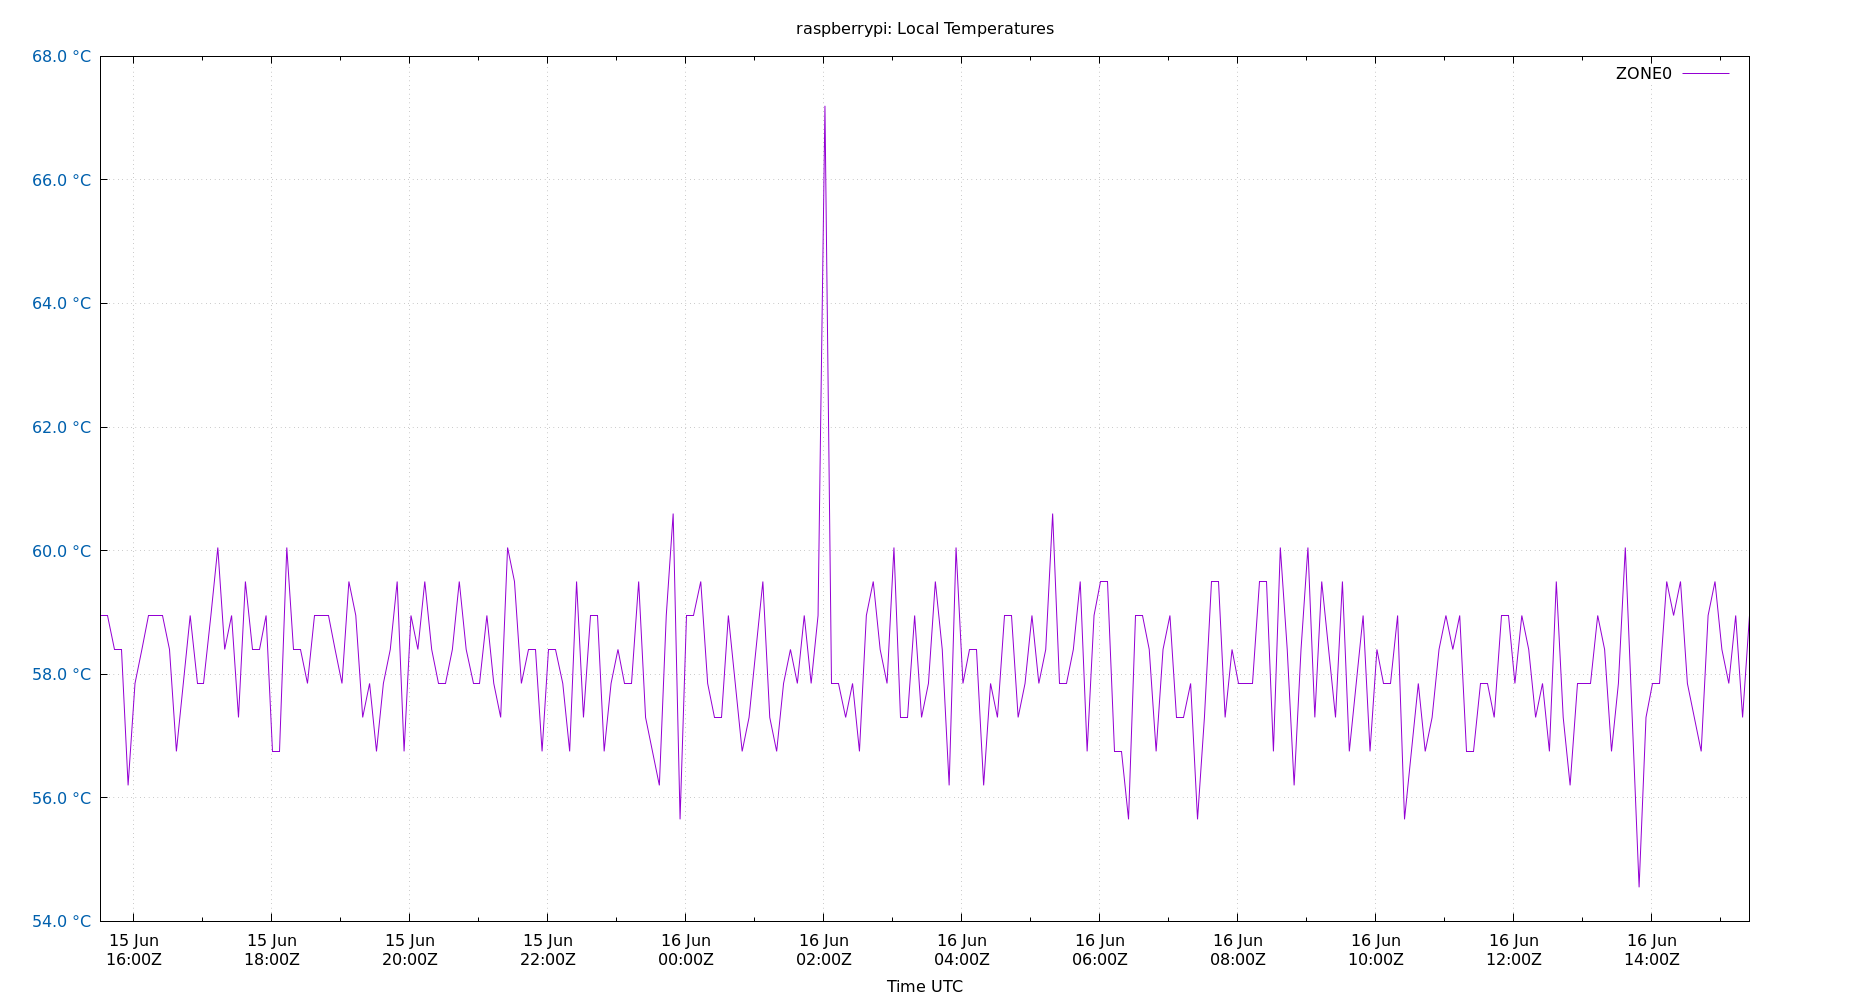 raspberrypi: Local Temperatures
68.0 °C
ZONE0
66.0 °C
64.0 °C
62.0 °C
60.0 °C
58.0 °C
56.0 °C
54.0 °C
15 Jun 15 Jun 15 Jun 15 Jun 16 Jun 16 Jun 16 Jun 16 Jun 16 Jun 16 Jun 16 Jun 16 Jun
16:00Z 18:00Z 20:00Z 22:00Z 00:00Z 02:00Z 04:00Z 06:00Z 08:00Z 10:00Z 12:00Z 14:00Z
Time UTC